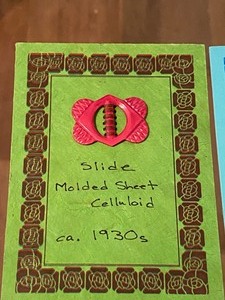 Slide
Molded Sheet
Celluloid
ca. 1930s